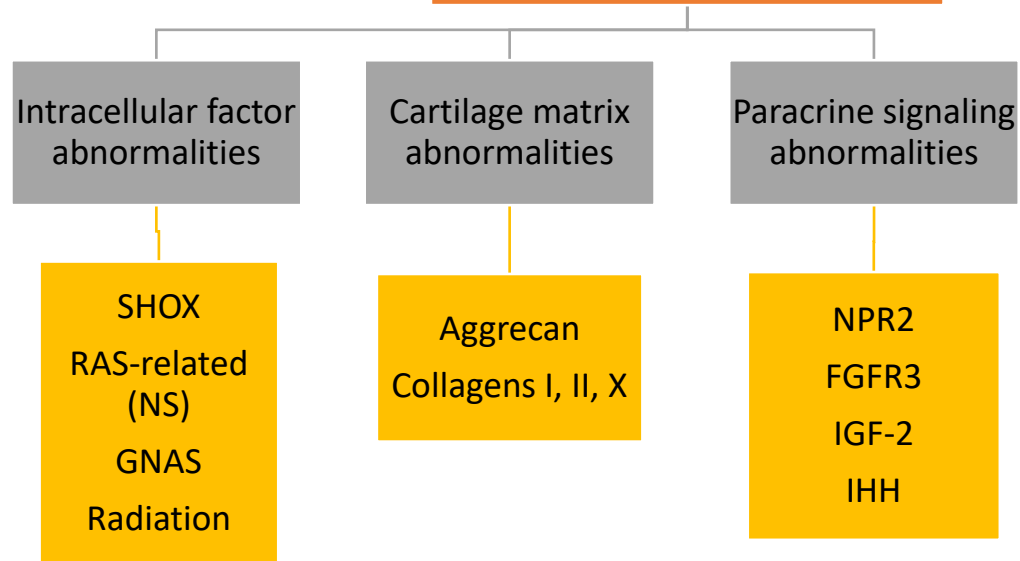 Intracellular factor
abnormalities
Cartilage matrix
abnormalities
Paracrine signaling
abnormalities
SHOX
RAS-related
(NS)
GNAS
Radiation
Aggrecan
Collagens I, II, X
NPR2
FGFR3
IGF-2
IHH